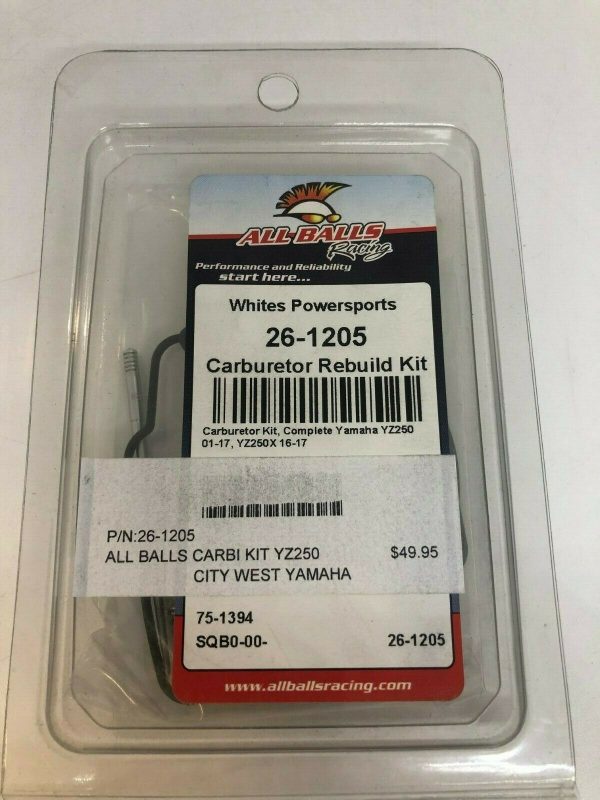 ALL BALLS
Racing
Performance and Reliability
start here...
Whites Powersports
26-1205
Carburetor Rebuild Kit
Carburetor Kit, Complete Yamaha YZ250
01-17, YZ250X 16-17
P/N:26-1205
ALL BALLS CARBI KIT YZ250 $49.95
CITY WEST YAMAHA
75-1394
SQB0-00- 26-1205
www.allballsracing.com